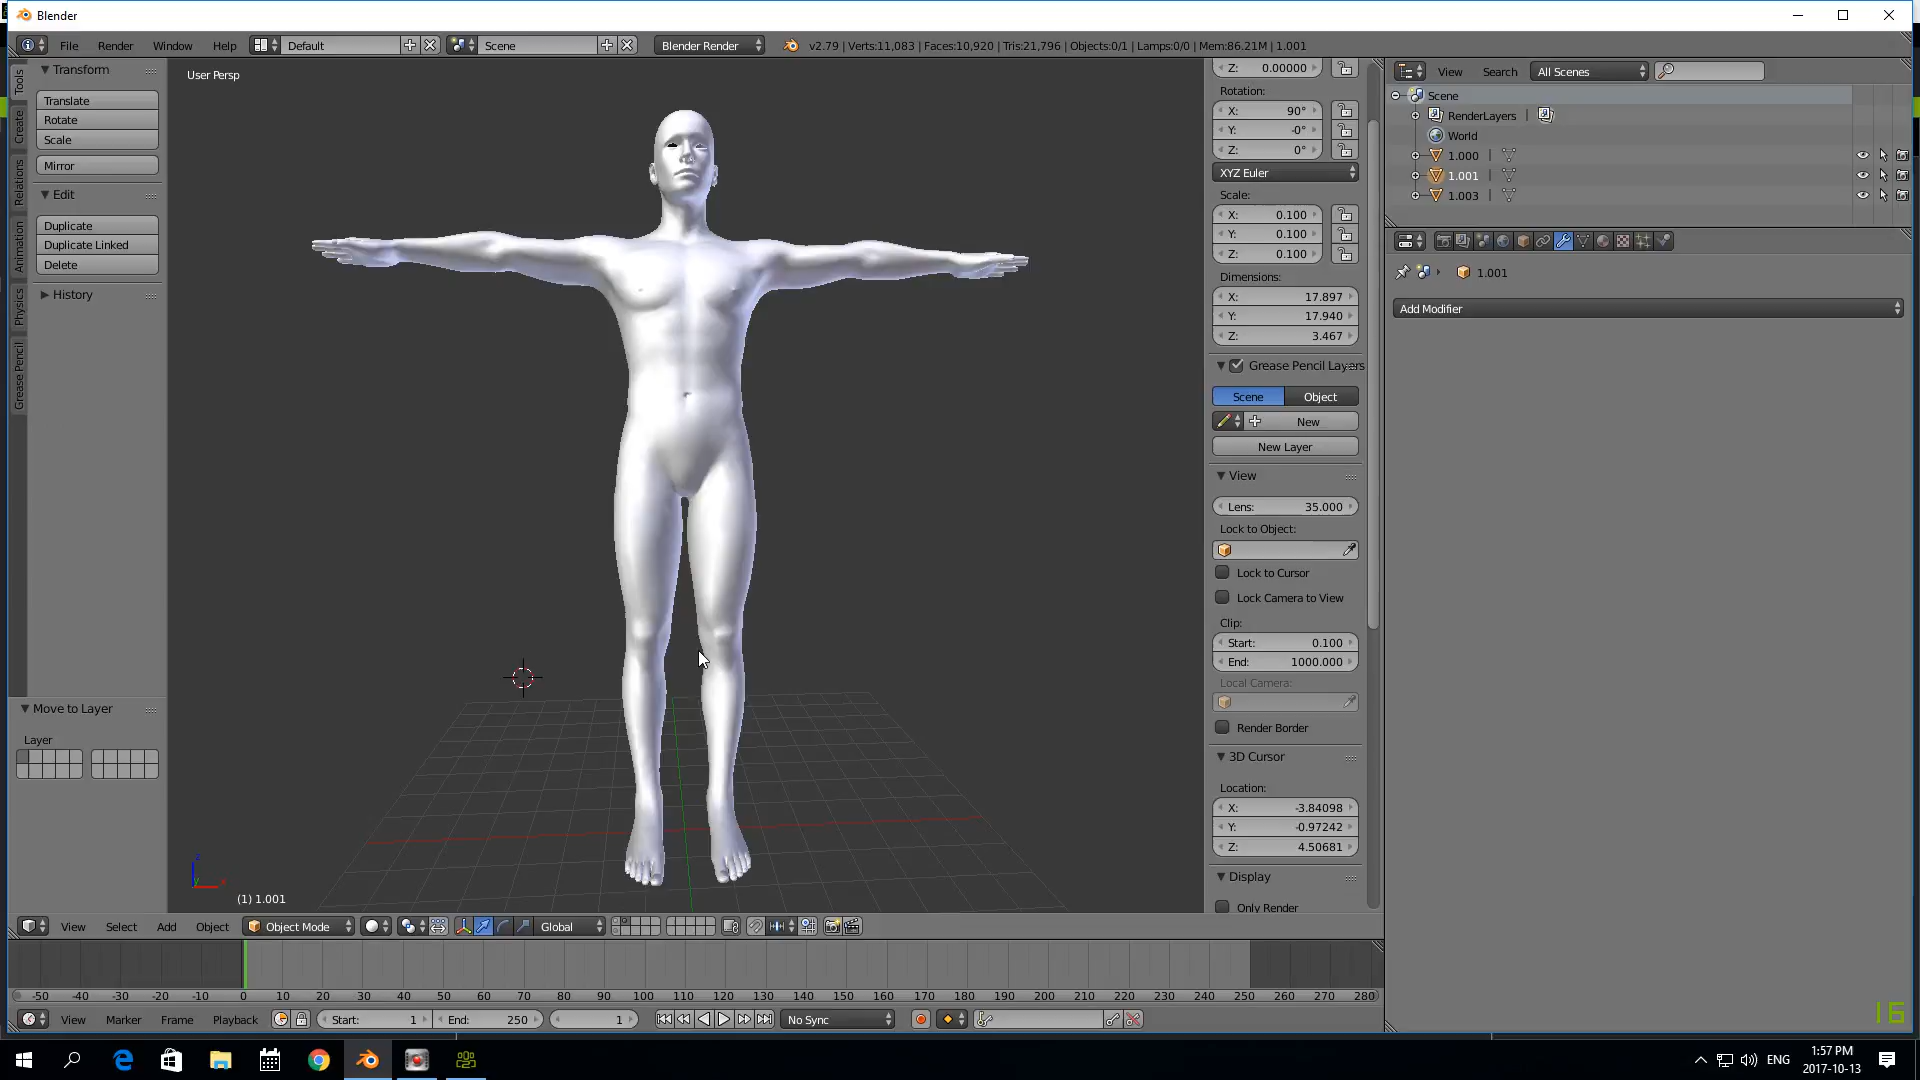 Blender
File Render Window Help Default Scene Blender Render v2.79 | Verts:11,083 | Faces:10,920 | Tris:21,796 | Objects:0/1 | Lamps:0/0 | Mem:86.21M | 1.001
Tools
Create
Relations
Animation
Physics
Grease Pencil
Transform
Translate
Rotate
Scale
Mirror
Edit
Duplicate
Duplicate Linked
Delete
History
Move to Layer
Layer
User Persp
(1) 1.001
Z: 0.00000
Rotation:
X: 90°
Y: -0°
Z: 0°
XYZ Euler
Scale:
X: 0.100
Y: 0.100
Z: 0.100
Dimensions:
X: 17.897
Y: 17.940
Z: 3.467
Grease Pencil Layers
Scene Object
New
New Layer
View
Lens: 35.000
Lock to Object:
Lock to Cursor
Lock Camera to View
Clip:
Start: 0.100
End: 1000.000
Local Camera:
Render Border
3D Cursor
Location:
X: -3.84098
Y: -0.97242
Z: 4.50681
Display
Only Render
View Search All Scenes
Scene
RenderLayers |
World
1.000 |
1.001 |
1.003 |
1.001
Add Modifier
View Select Add Object Object Mode Global
-50 -40 -30 -20 -10 0 10 20 30 40 50 60 70 80 90 100 110 120 130 140 150 160 170 180 190 200 210 220 230 240 250 260 270 280
View Marker Frame Playback Start: 1 End: 250 1 No Sync
16
ENG
1:57 PM
2017-10-13